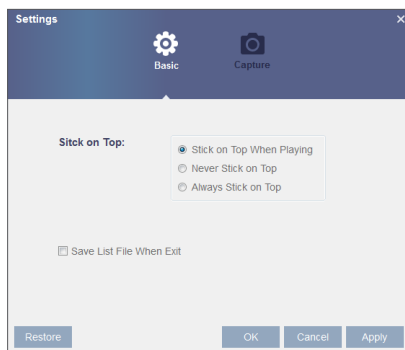 Settings
Basic
Capture
Sitck on Top:
Stick on Top When Playing
Never Stick on Top
Always Stick on Top
Save List File When Exit
Restore
OK
Cancel
Apply